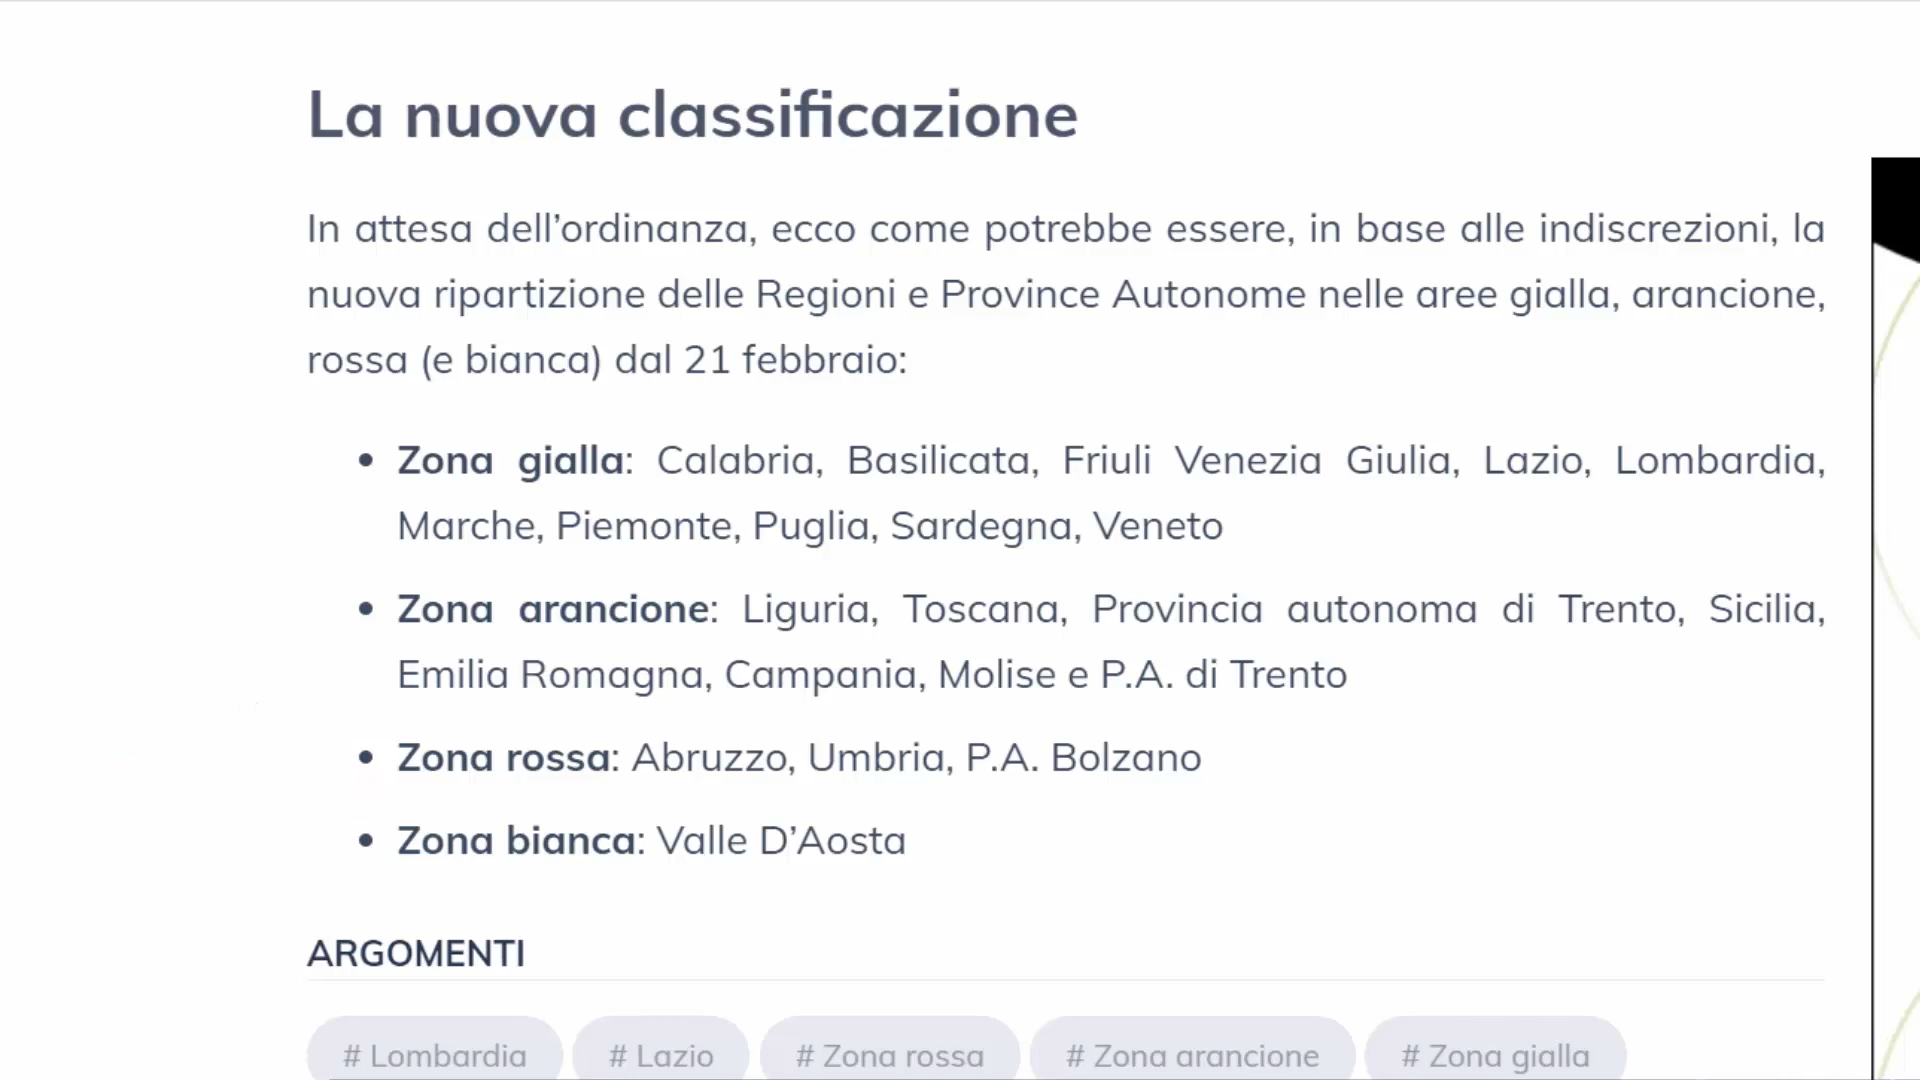 La nuova classificazione
In attesa dell’ordinanza, ecco come potrebbe essere, in base alle indiscrezioni, la
nuova ripartizione delle Regioni e Province Autonome nelle aree gialla, arancione,
rossa (e bianca) dal 21 febbraio:
• Zona gialla: Calabria, Basilicata, Friuli Venezia Giulia, Lazio, Lombardia,
Marche, Piemonte, Puglia, Sardegna, Veneto
• Zona arancione: Liguria, Toscana, Provincia autonoma di Trento, Sicilia,
Emilia Romagna, Campania, Molise e P.A. di Trento
• Zona rossa: Abruzzo, Umbria, P.A. Bolzano
• Zona bianca: Valle D’Aosta
ARGOMENTI
# Lombardia # Lazio # Zona rossa # Zona arancione # Zona gialla